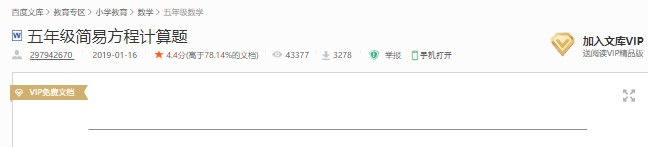 百度文库 > 教育专区 > 小学教育 > 数学 > 五年级数学
五年级简易方程计算题
297942670 2019-01-16 4.4分(高于78.14%的文档) 43377 3278 举报 手机打开
加入文库VIP
送阅读VIP精品版
VIP免费文档